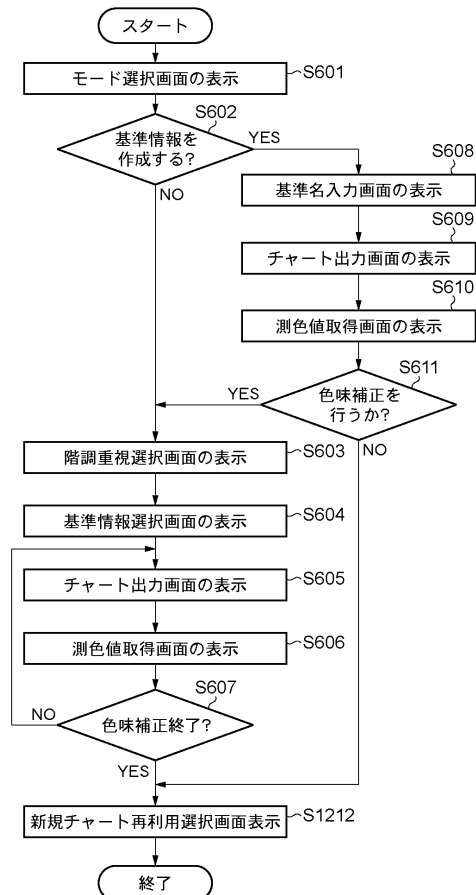 スタート
モード選択画面の表示
S601
S602
基準情報を
作成する?
YES
NO
S608
基準名入力画面の表示
S609
チャート出力画面の表示
S610
測色値取得画面の表示
S611
色味補正を
行うか?
YES
NO
階調重視選択画面の表示
S603
基準情報選択画面の表示
S604
チャート出力画面の表示
S605
測色値取得画面の表示
S606
S607
色味補正終了?
NO
YES
新規チャート再利用選択画面表示
S1212
終了